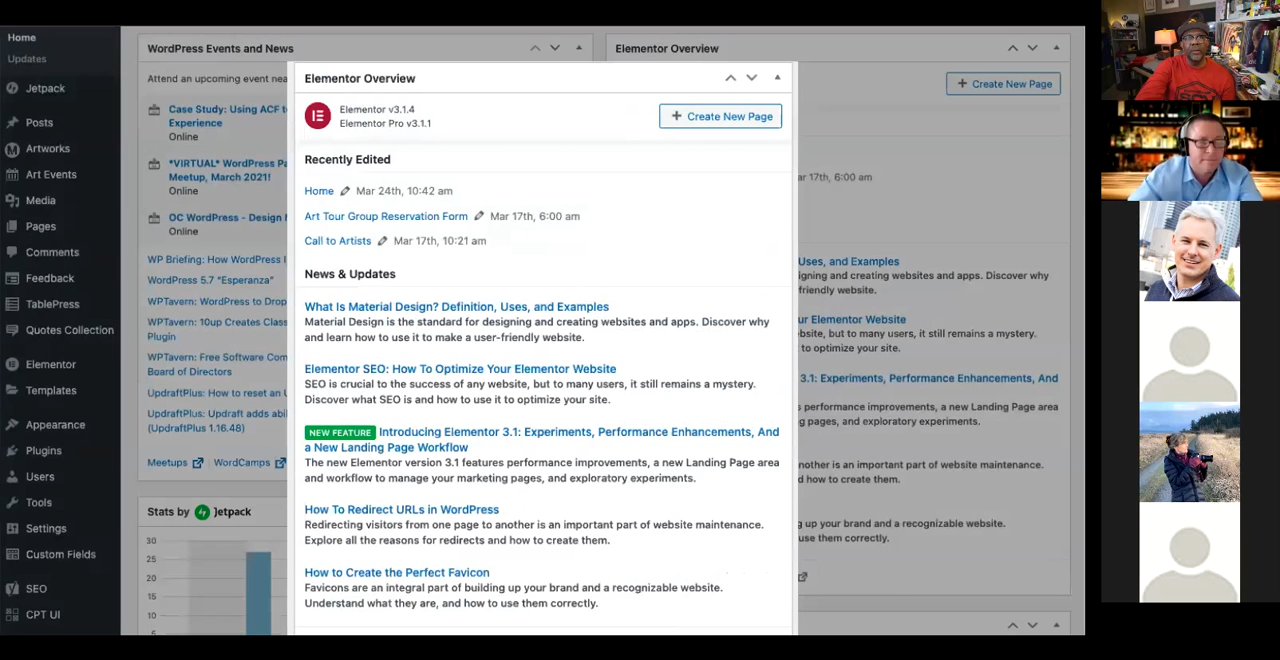 Home
Updates
Jetpack
Posts
Artworks
Art Events
Media
Pages
Comments
Feedback
TablePress
Quotes Collection
Elementor
Templates
Appearance
Plugins
Users
Tools
Settings
Custom Fields
SEO
CPT UI
WordPress Events and News
Attend an upcoming event nea
Case Study: Using ACF t
Experience
Online
*VIRTUAL* WordPress Pa
Meetup, March 2021!
Online
OC WordPress - Design
Online
WP Briefing: How WordPress
WordPress 5.7 "Esperanza"
WPTavern: WordPress to Drop
WPTavern: 10up Creates Clas
Plugin
WPTavern: Free Software Com
Board of Directors
UpdraftPlus: How to reset an
UpdraftPlus: Updraft adds abi
(UpdraftPlus 1.16.48)
Meetups
WordCamps
Stats by Jetpack
30
25
20
15
10
5
Elementor Overview
Elementor v3.1.4
Elementor Pro v3.1.1
+ Create New Page
Recently Edited
Home Mar 24th, 10:42 am
Art Tour Group Reservation Form Mar 17th, 6:00 am
Call to Artists Mar 17th, 10:21 am
News & Updates
What Is Material Design? Definition, Uses, and Examples
Material Design is the standard for designing and creating websites and apps. Discover why
and learn how to use it to make a user-friendly website.
Elementor SEO: How To Optimize Your Elementor Website
SEO is crucial to the success of any website, but to many users, it still remains a mystery.
Discover what SEO is and how to use it to optimize your site.
NEW FEATURE Introducing Elementor 3.1: Experiments, Performance Enhancements, And
a New Landing Page Workflow
The new Elementor version 3.1 features performance improvements, a new Landing Page area
and workflow to manage your marketing pages, and exploratory experiments.
How To Redirect URLs in WordPress
Redirecting visitors from one page to another is an important part of website maintenance.
Explore all the reasons for redirects and how to create them.
How to Create the Perfect Favicon
Favicons are an integral part of building up your brand and a recognizable website.
Understand what they are, and how to use them correctly.
Elementor Overview
+ Create New Page
ar 17th, 6:00 am
Uses, and Examples
igning and creating websites and apps. Discover why
friendly website.
ur Elementor Website
bsite, but to many users, it still remains a mystery.
to optimize your site.
3.1: Experiments, Performance Enhancements, And
s performance improvements, a new Landing Page area
g pages, and exploratory experiments.
nother is an important part of website maintenance.
d how to create them.
g up your brand and a recognizable website.
use them correctly.